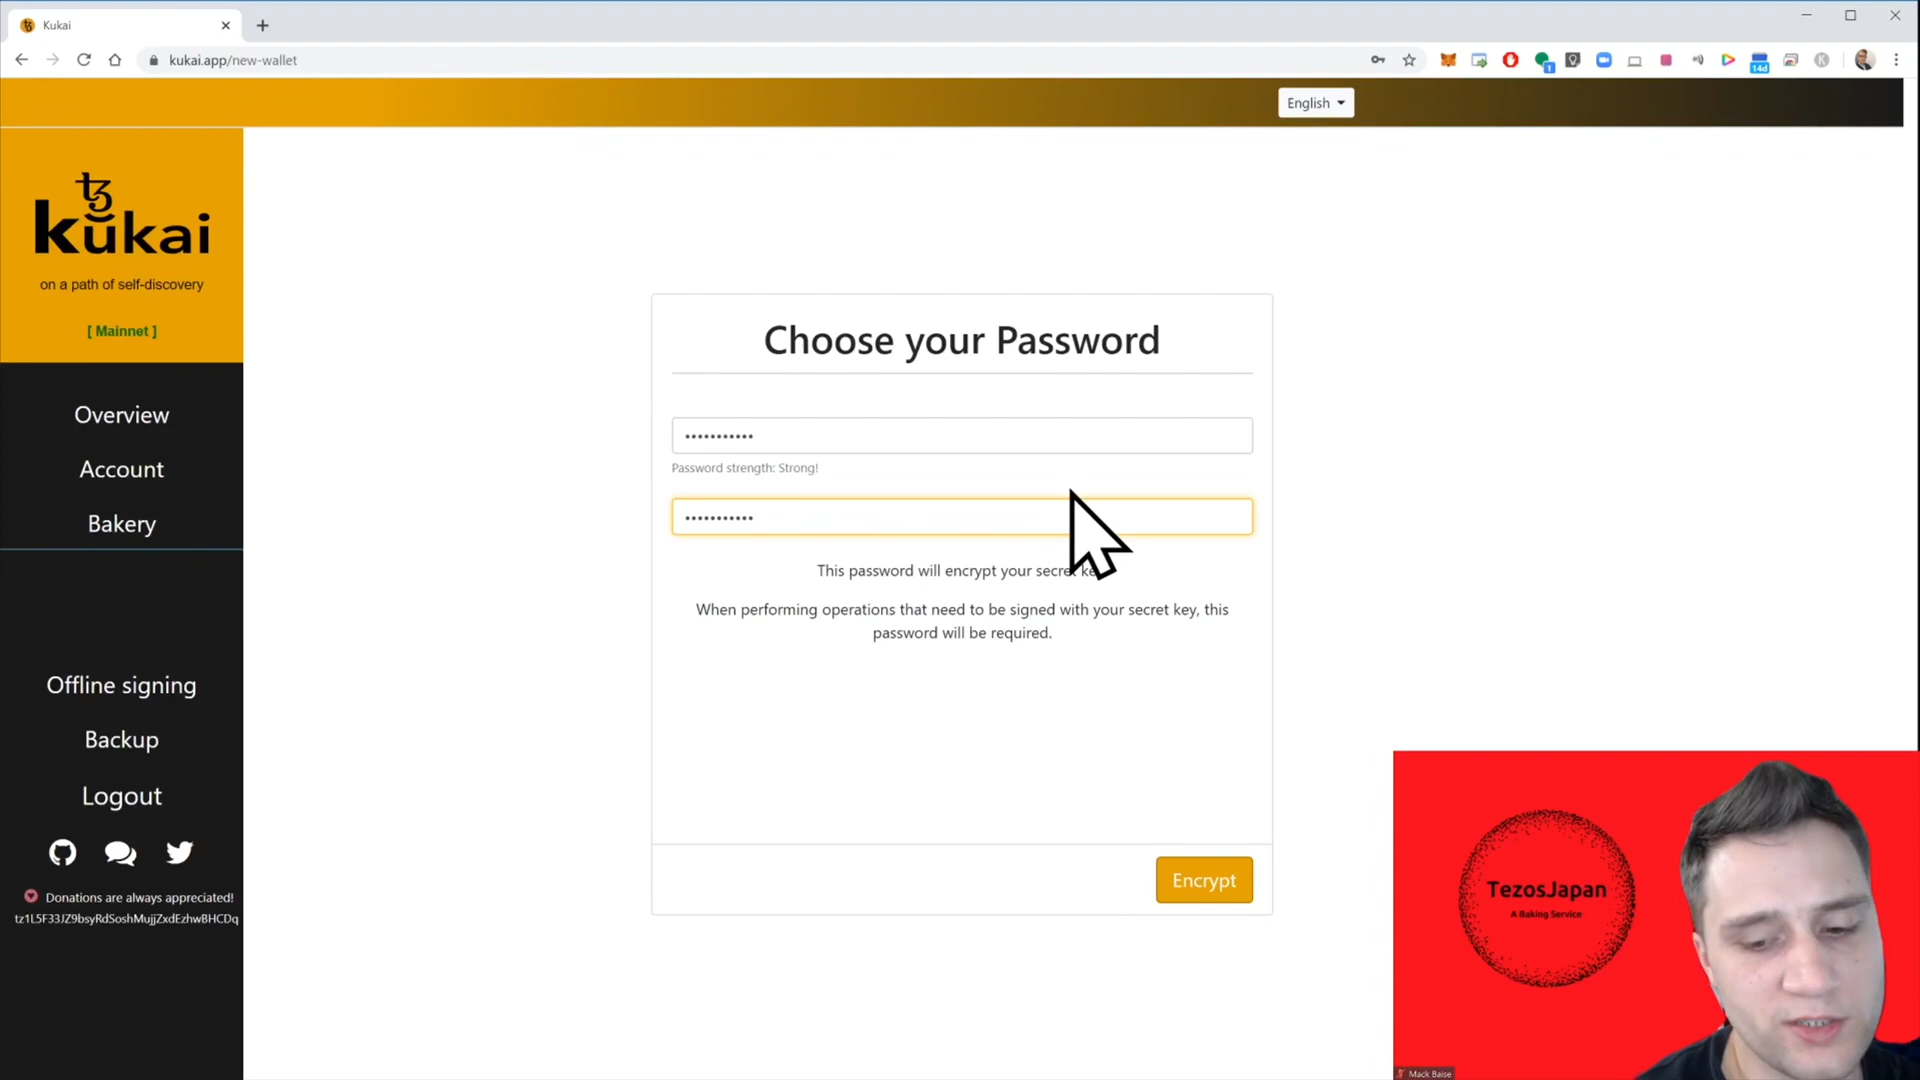 Kukai
kukai.app/new-wallet
1
14d
English
kukai
on a path of self-discovery
[ Mainnet ]
Overview
Account
Bakery
Offline signing
Backup
Logout
Donations are always appreciated!
tz1L5F33JZ9bsyRdSoshMujjZxdEzhwBHCDq
Choose your Password
•••••••••••
Password strength: Strong!
•••••••••••
This password will encrypt your secret
When performing operations that need to be signed with your secret key, this
password will be required.
Encrypt
TezosJapan
A Baking Service
Mack Baise